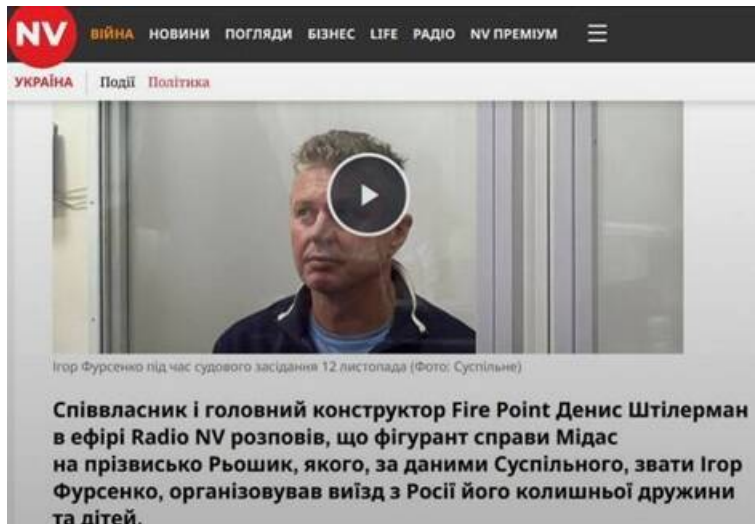 NV ВІЙНА НОВИНИ ПОГЛЯДИ БІЗНЕС LIFE РАДІО NV ПРЕМІУМ
УКРАЇНА Події Політика
Ігор Фурсенко під час судового засідання 12 листопада (Фото: Суспільне)
Співвласник і головний конструктор Fire Point Денис Штілерман
в ефірі Radio NV розповів, що фігурант справи Мідас
на прізвисько Рьошик, якого, за даними Суспільного, звати Ігор
Фурсенко, організовував виїзд з Росії його колишньої дружини
та дітей.